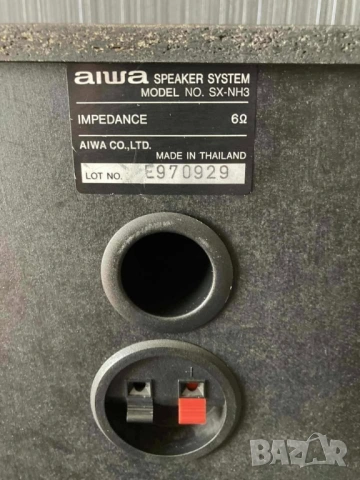 aiwa SPEAKER SYSTEM
MODEL NO. SX-NH3
IMPEDANCE 6Ω
AIWA CO.,LTD.
MADE IN THAILAND
LOT NO. E970929
BAZAR